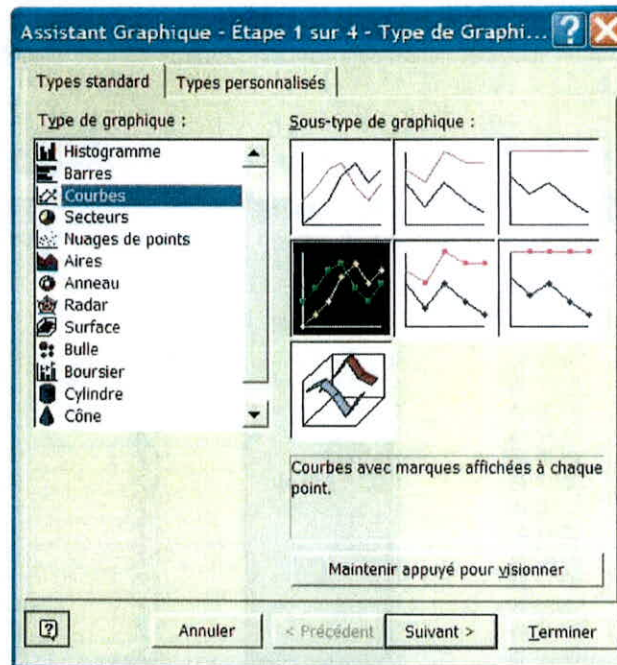 Assistant Graphique - Étape 1 sur 4 - Type de Graphi...
Types standard
Types personnalisés
Type de graphique :
Histogramme
Barres
Courbes
Secteurs
Nuages de points
Aires
Anneau
Radar
Surface
Bulle
Boursier
Cylindre
Cône
Sous-type de graphique :
Courbes avec marques affichées à chaque
point.
Maintenir appuyé pour visionner
Annuler
< Précédent
Suivant >
Terminer